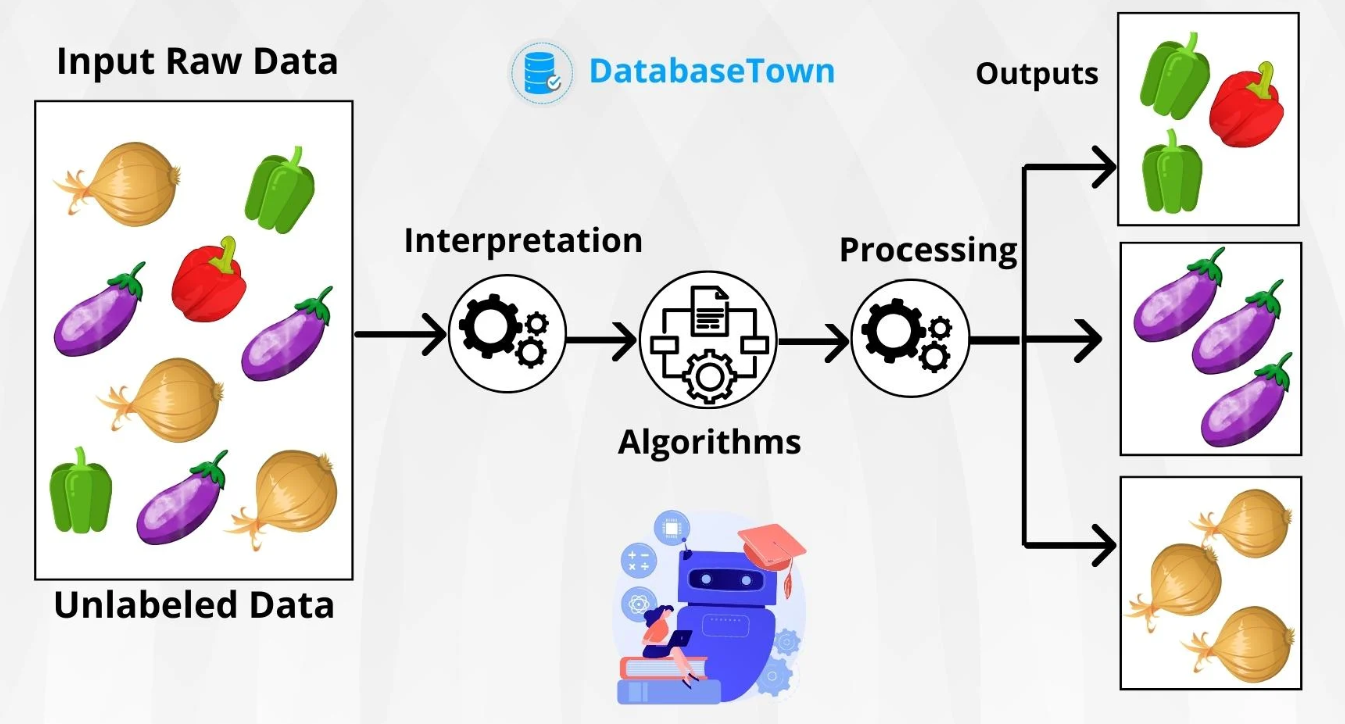 Input Raw Data
DatabaseTown
Outputs
Interpretation
Processing
Algorithms
Unlabeled Data